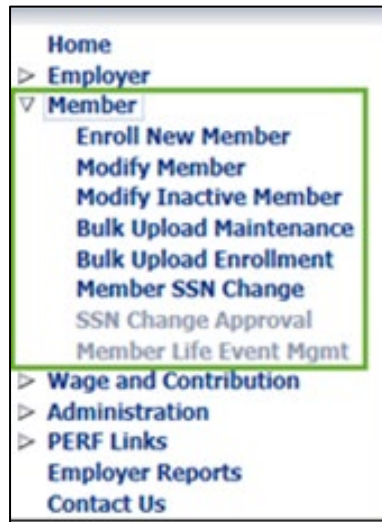 Home
Employer
Member
Enroll New Member
Modify Member
Modify Inactive Member
Bulk Upload Maintenance
Bulk Upload Enrollment
Member SSN Change
SSN Change Approval
Member Life Event Mgmt
Wage and Contribution
Administration
PERF Links
Employer Reports
Contact Us